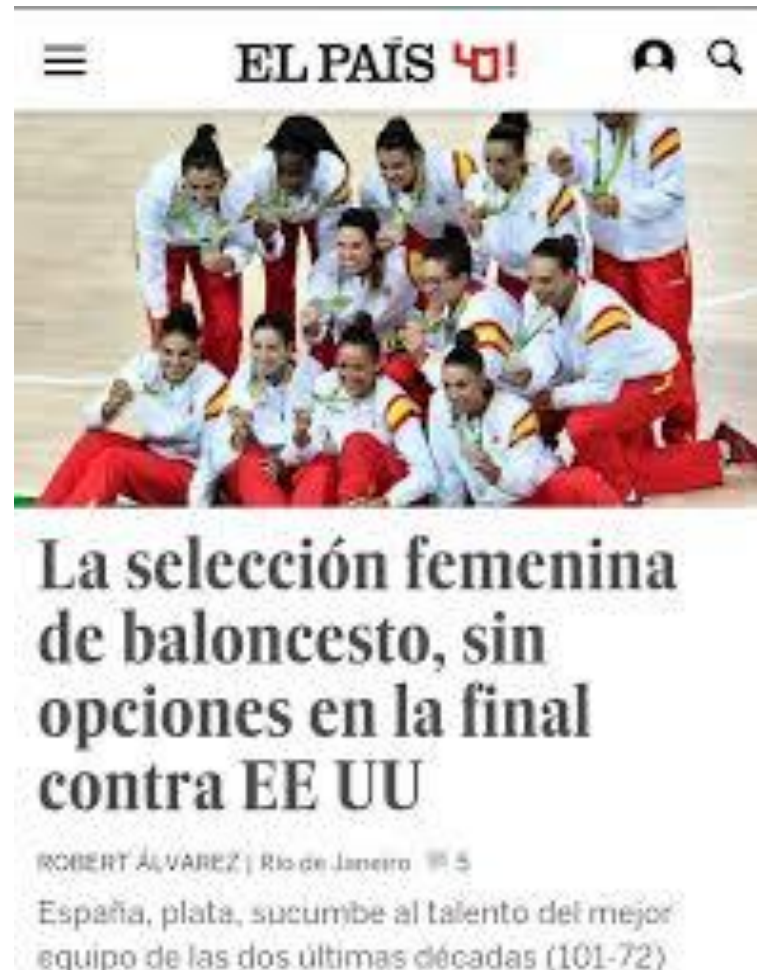 EL PAÍS 40!
La selección femenina
de baloncesto, sin
opciones en la final
contra EE UU
ROBERT ÁLVAREZ | Río de Janeiro 5
España, plata, sucumbe al talento del mejor
equipo de las dos últimas décadas (101-72)